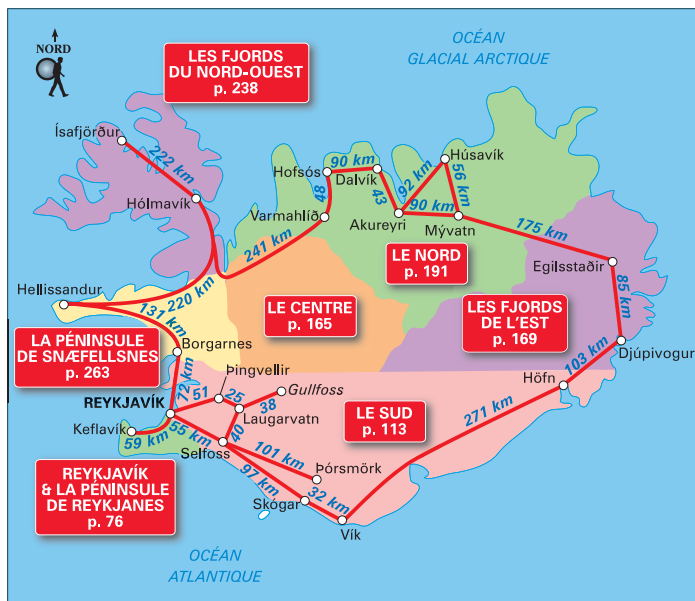 NORD
OCÉAN
GLACIAL ARCTIQUE
LES FJORDS
DU NORD-OUEST
p. 238
Ísafjörður
222 km
Hólmavík
Hofsós
90 km
Dalvík
48
43
Varmahlíð
Akureyri
92 km
Húsavík
56 km
90 km
Mývatn
241 km
175 km
Egilsstaðir
LE NORD
p. 191
220 km
Hellissandur
131 km
LE CENTRE
p. 165
LES FJORDS
DE L'EST
p. 169
85 km
LA PÉNINSULE
DE SNÆFELLSNES
p. 263
Borgarnes
Djúpivogur
103 km
Höfn
72 km
Þingvellir
REYKJAVÍK
51
25
Gullfoss
38
Laugarvatn
LE SUD
p. 113
271 km
Keflavík
59 km
55 km
40
Selfoss
101 km
Þórsmörk
97 km
32 km
Skógar
Vík
REYKJAVÍK
& LA PÉNINSULE
DE REYKJANES
p. 76
OCÉAN
ATLANTIQUE